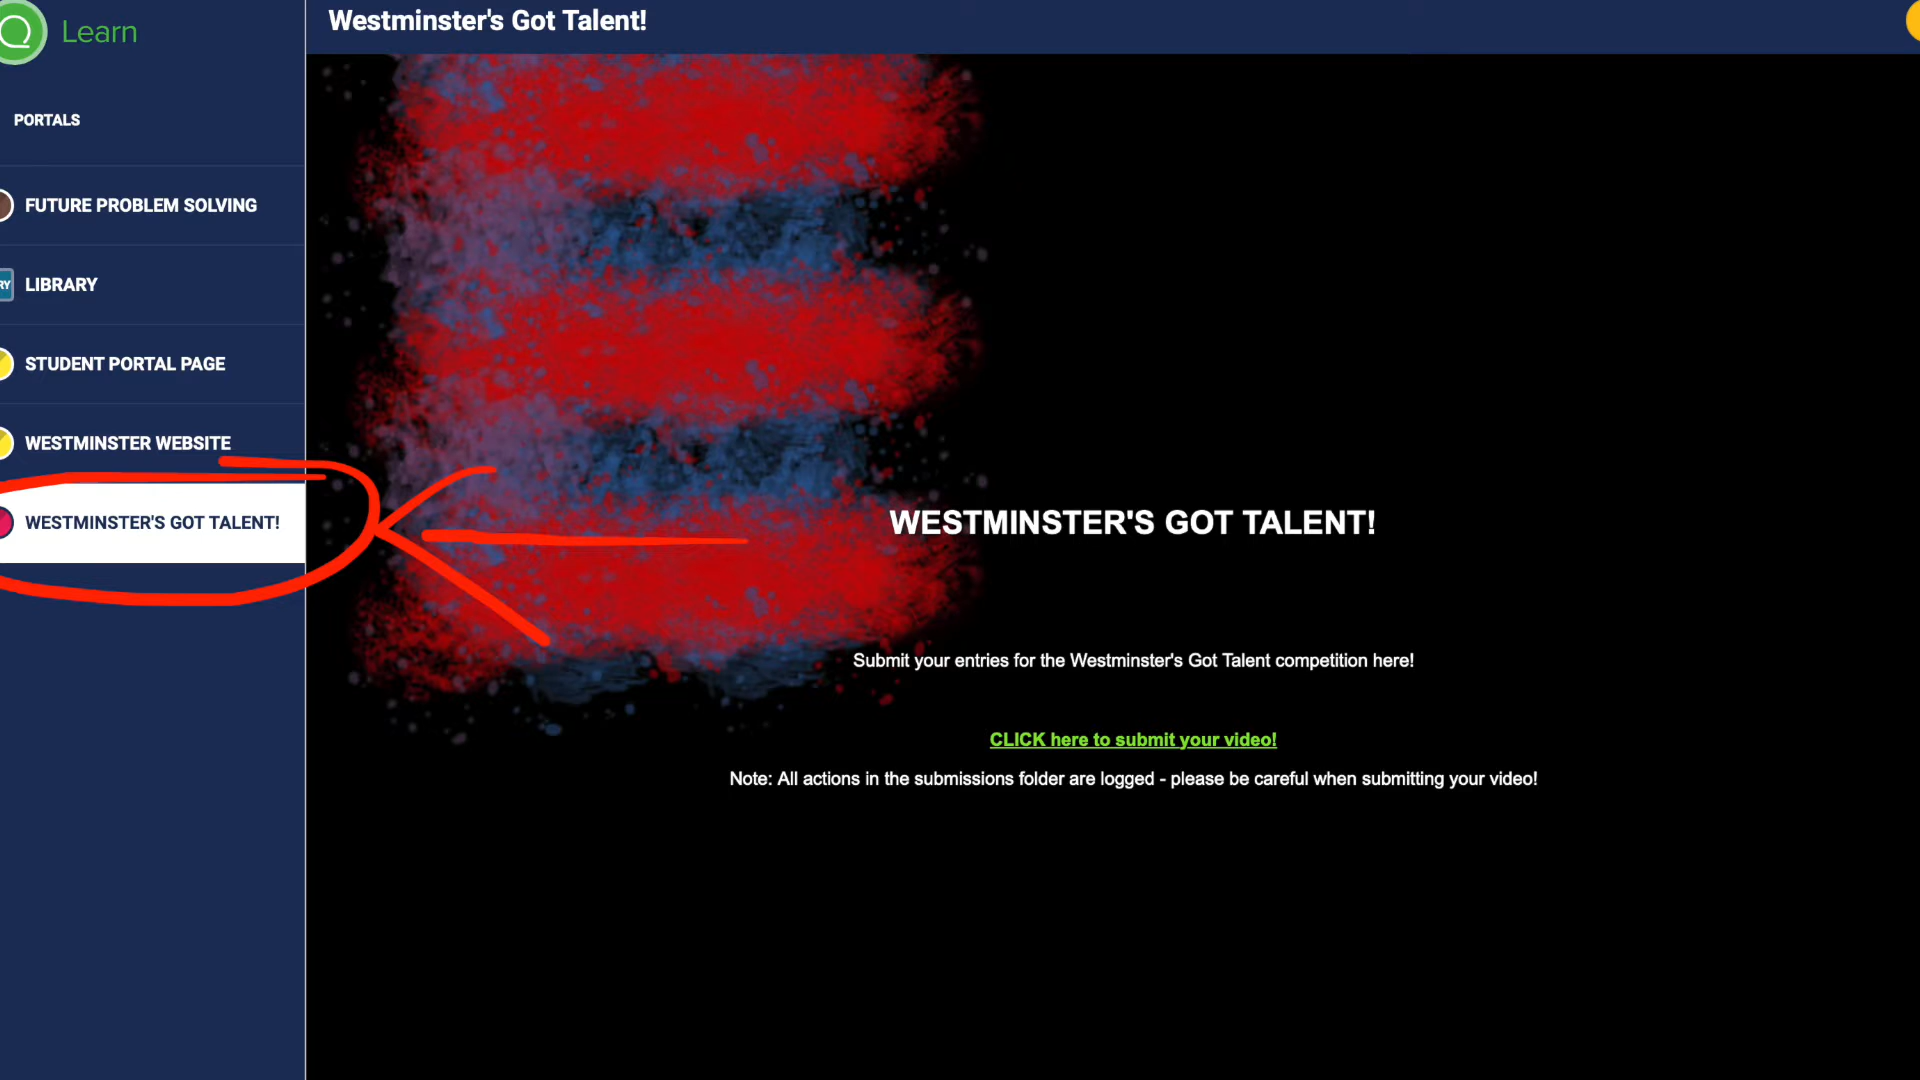 Learn
Westminster's Got Talent!
PORTALS
FUTURE PROBLEM SOLVING
RY
LIBRARY
STUDENT PORTAL PAGE
WESTMINSTER WEBSITE
WESTMINSTER'S GOT TALENT!
WESTMINSTER'S GOT TALENT!
Submit your entries for the Westminster's Got Talent competition here!
CLICK here to submit your video!
Note: All actions in the submissions folder are logged - please be careful when submitting your video!